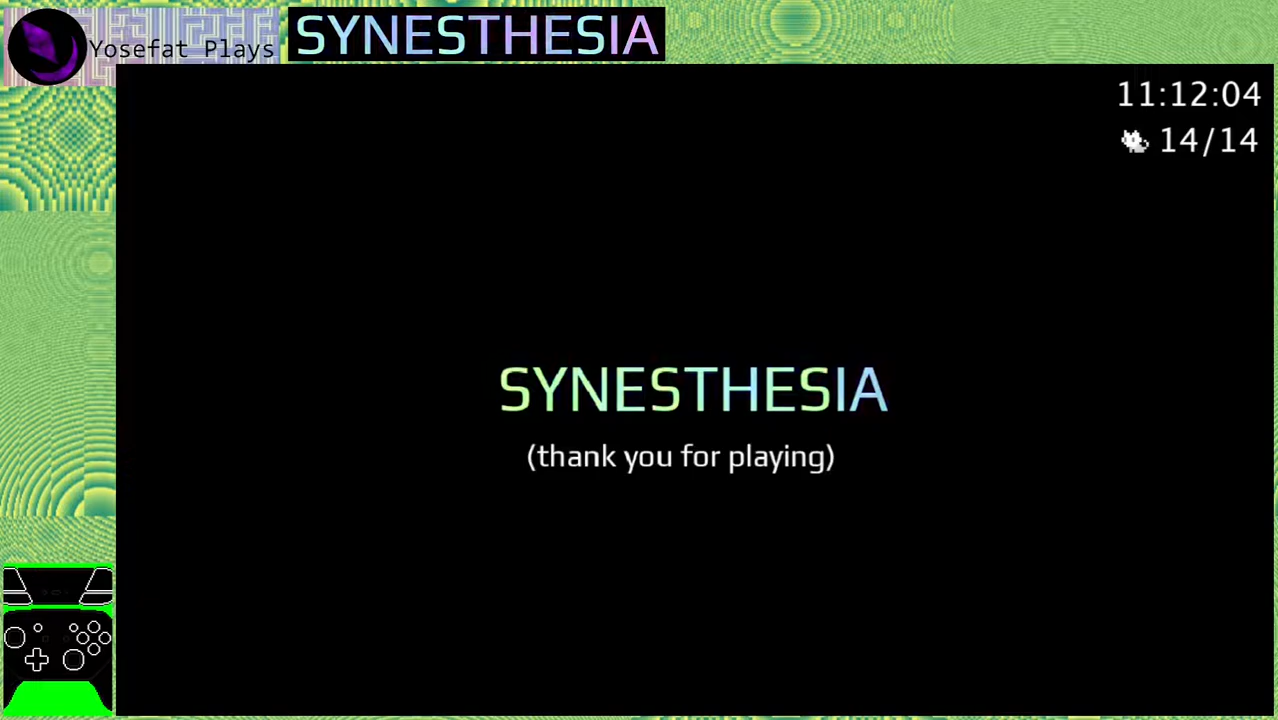 Yosefat Plays
SYNESTHESIA
11:12:04
14/14
SYNESTHESIA
(thank you for playing)